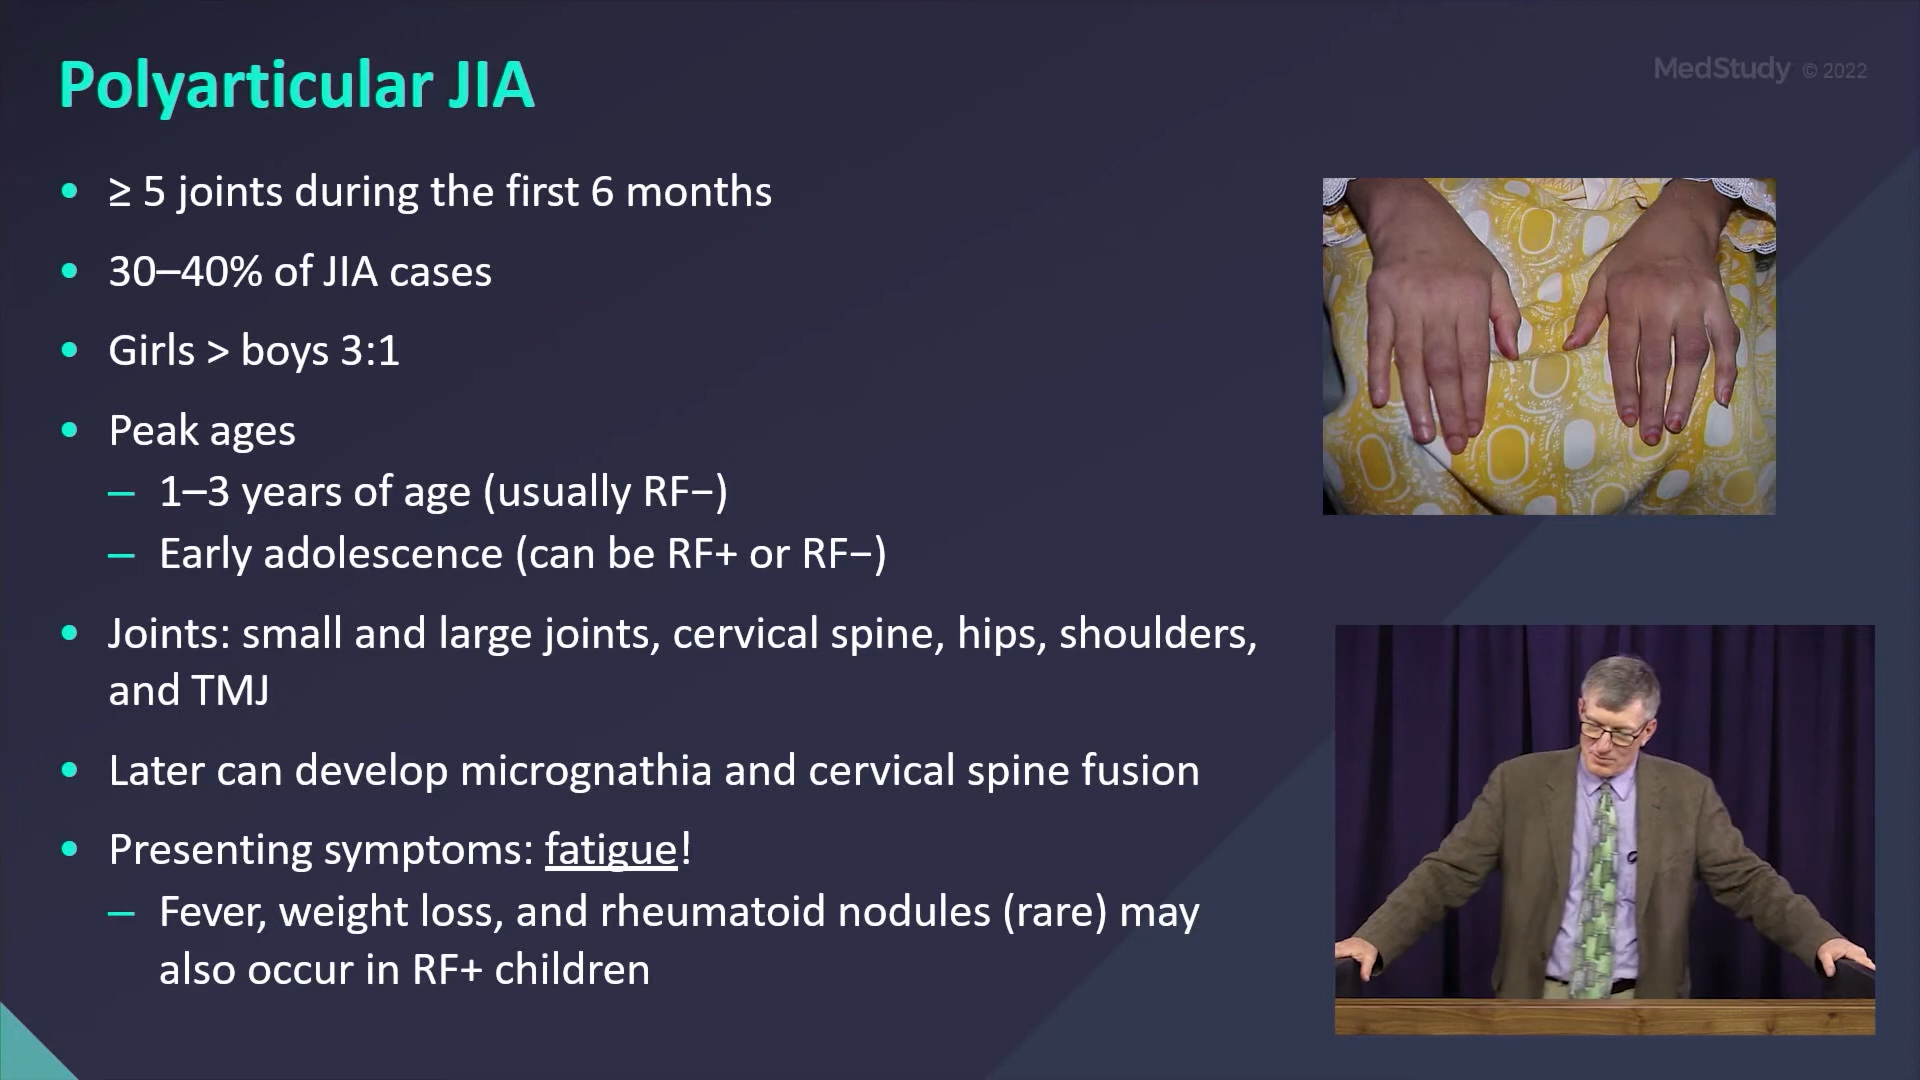 Polyarticular JIA
MedStudy © 2022
• ≥ 5 joints during the first 6 months
• 30–40% of JIA cases
• Girls > boys 3:1
• Peak ages
– 1–3 years of age (usually RF−)
– Early adolescence (can be RF+ or RF−)
• Joints: small and large joints, cervical spine, hips, shoulders,
and TMJ
• Later can develop micrognathia and cervical spine fusion
• Presenting symptoms: fatigue!
– Fever, weight loss, and rheumatoid nodules (rare) may
also occur in RF+ children